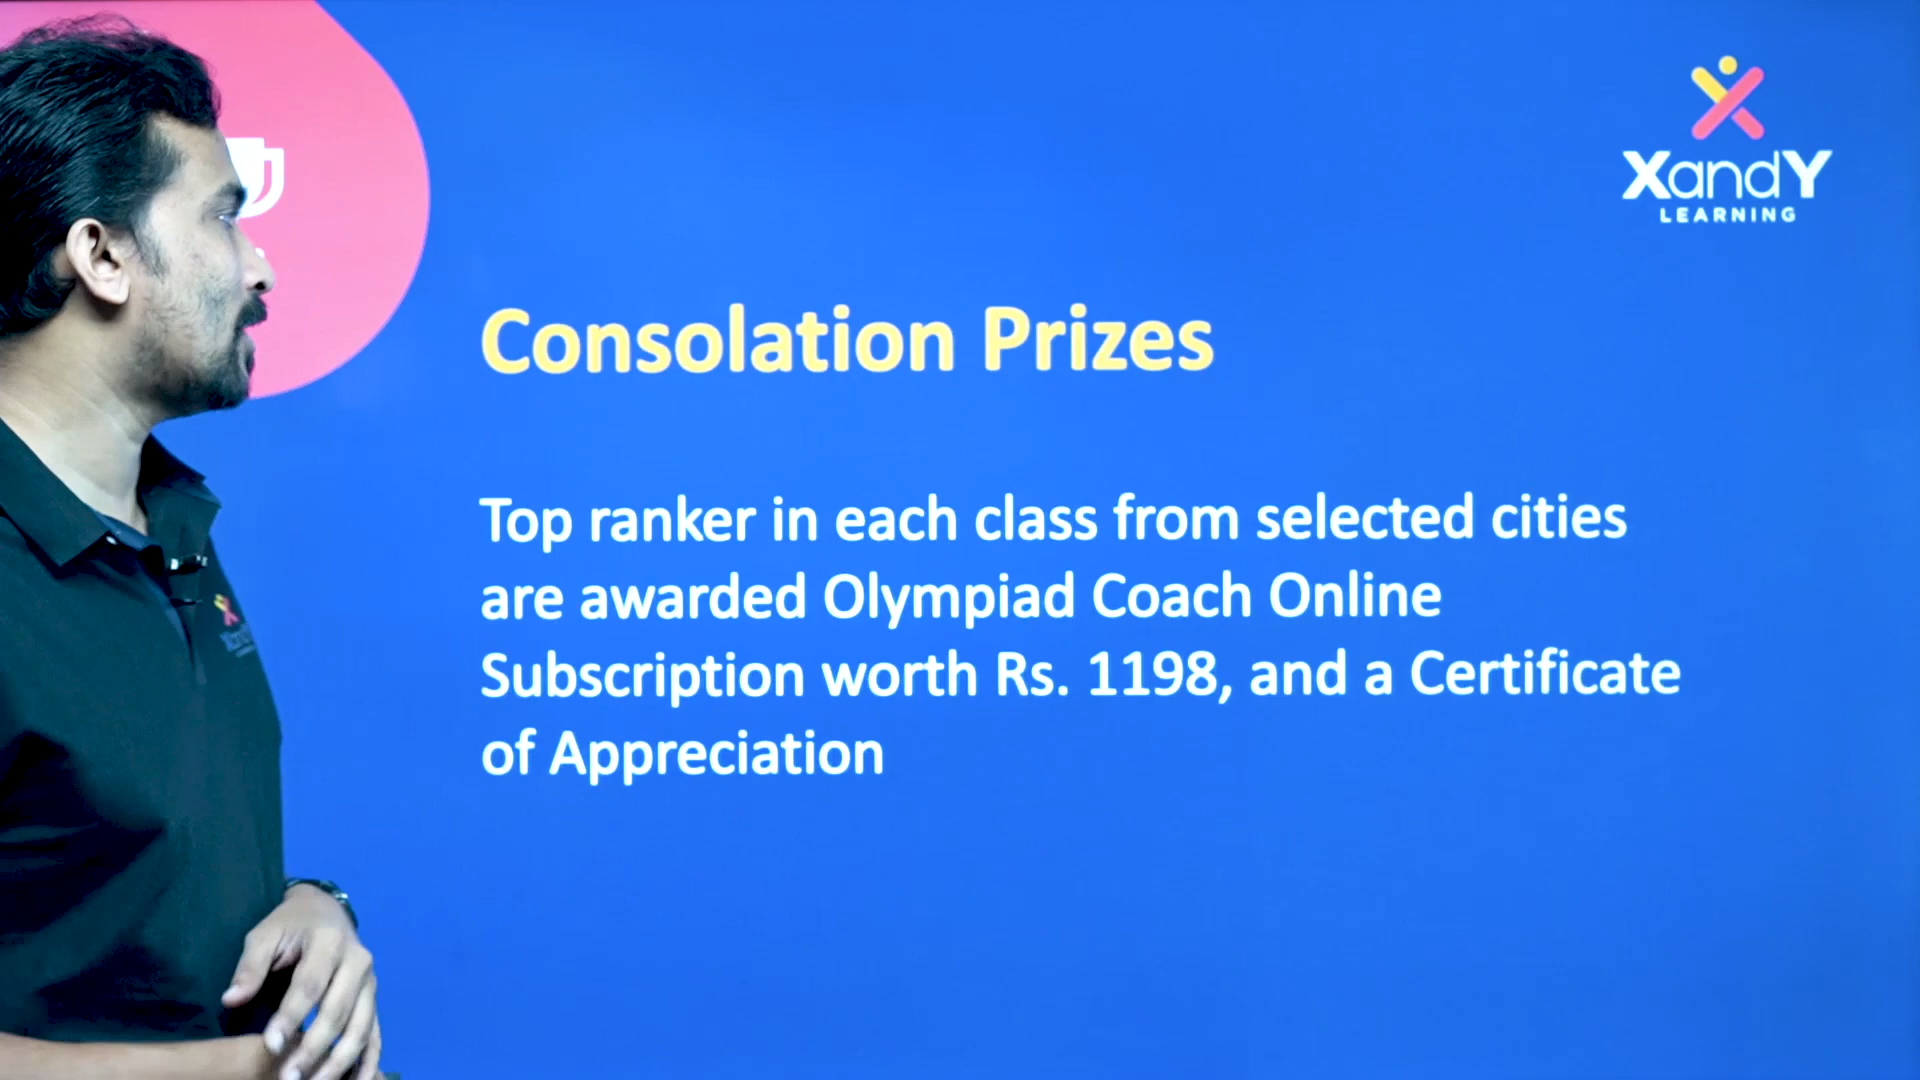 XandY
LEARNING
Consolation Prizes
Top ranker in each class from selected cities
are awarded Olympiad Coach Online
Subscription worth Rs. 1198, and a Certificate
of Appreciation